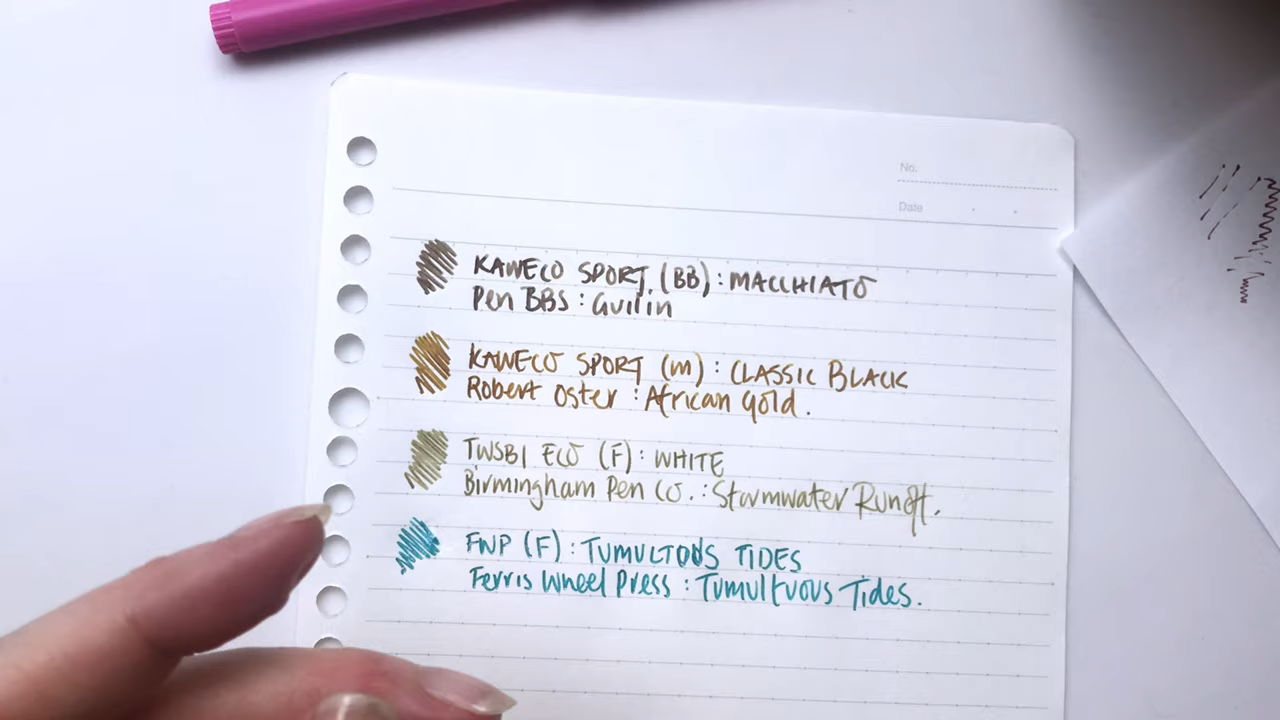 No.
Date
KAWECO SPORT (BB) : MACCHIATO
Pen BBS : Guilin
KAWECO SPORT (M) : CLASSIC BLACK
Robert Oster : African Gold.
TWSBI ECO (F) : WHITE
Birmingham Pen Co. : Stormwater Runoff.
FWP (F) : TUMULTOUS TIDES
Ferris Wheel Press : Tumultuous Tides.